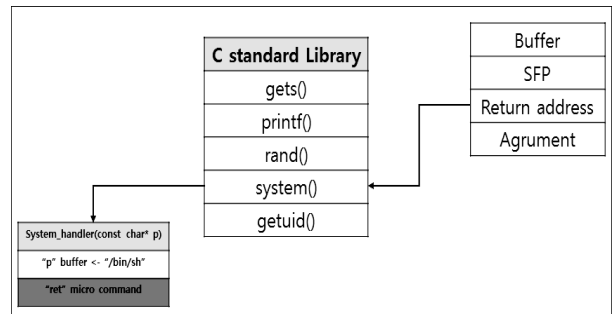 C standard Library
gets()
printf()
rand()
system()
getuid()
Buffer
SFP
Return address
Agrument
System_handler(const char* p)
"p" buffer <- "/bin/sh"
"ret" micro command